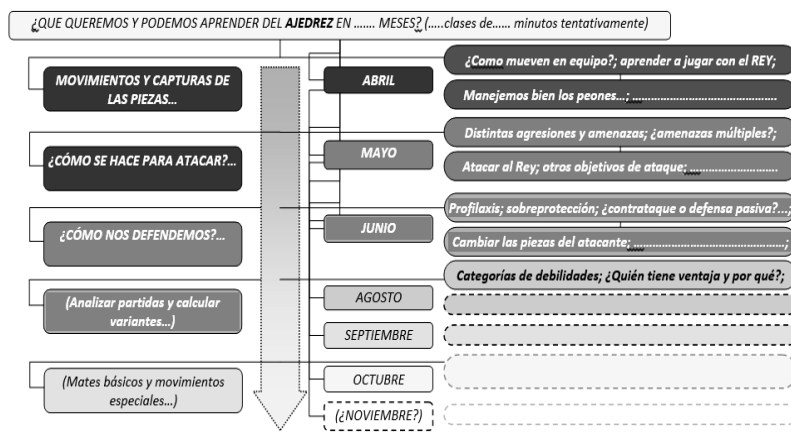 ¿QUE QUEREMOS Y PODEMOS APRENDER DEL AJEDREZ EN ……. MESES? (…..clases de…… minutos tentativamente)
MOVIMIENTOS Y CAPTURAS DE
LAS PIEZAS…
¿CÓMO SE HACE PARA ATACAR?…
¿CÓMO NOS DEFENDEMOS?…
(Analizar partidas y calcular
variantes…)
(Mates básicos y movimientos
especiales…)
ABRIL
MAYO
JUNIO
AGOSTO
SEPTIEMBRE
OCTUBRE
(¿NOVIEMBRE?)
¿Como mueven en equipo?; aprender a jugar con el REY;
Manejemos bien los peones…; ……………………………………….
Distintas agresiones y amenazas; ¿amenazas múltiples?;
Atacar al Rey; otros objetivos de ataque; ……………………….
Profilaxis; sobreprotección; ¿contrataque o defensa pasiva?…;
Cambiar las piezas del atacante; …………………………………………;
Categorías de debilidades; ¿Quién tiene ventaja y por qué?;